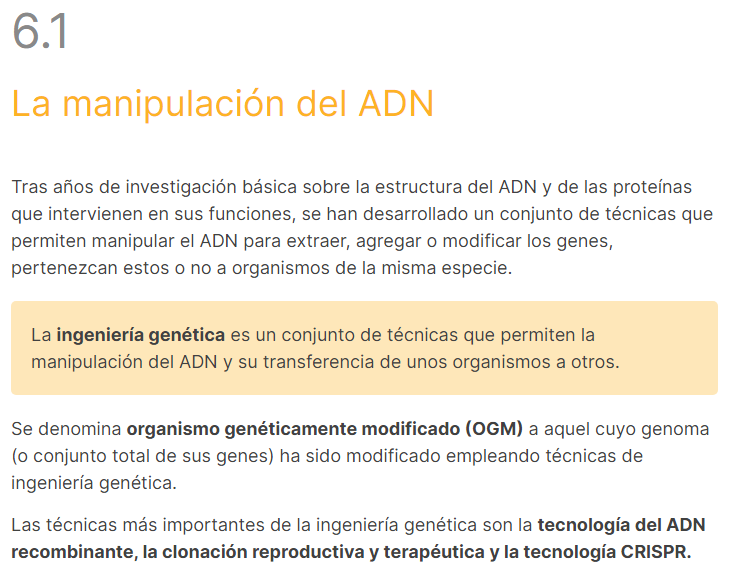 6.1
La manipulación del ADN
Tras años de investigación básica sobre la estructura del ADN y de las proteínas
que intervienen en sus funciones, se han desarrollado un conjunto de técnicas que
permiten manipular el ADN para extraer, agregar o modificar los genes,
pertenezcan estos o no a organismos de la misma especie.
La ingeniería genética es un conjunto de técnicas que permiten la
manipulación del ADN y su transferencia de unos organismos a otros.
Se denomina organismo genéticamente modificado (OGM) a aquel cuyo genoma
(o conjunto total de sus genes) ha sido modificado empleando técnicas de
ingeniería genética.
Las técnicas más importantes de la ingeniería genética son la tecnología del ADN
recombinante, la clonación reproductiva y terapéutica y la tecnología CRISPR.